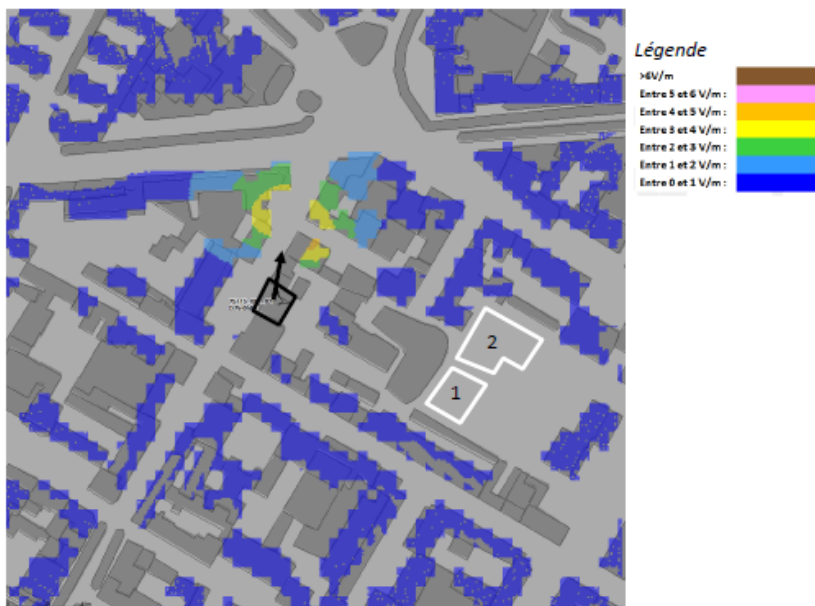 Légende
>6V/m
Entre 5 et 6 V/m :
Entre 4 et 5 V/m :
Entre 3 et 4 V/m :
Entre 2 et 3 V/m :
Entre 1 et 2 V/m :
Entre 0 et 1 V/m :
2
1